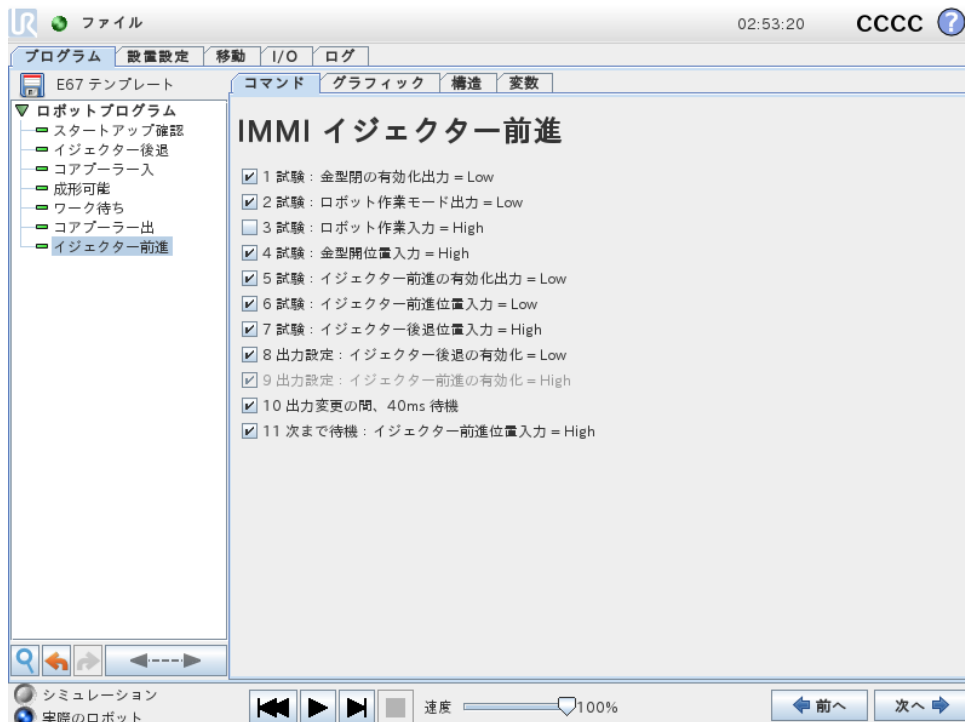 UR ファイル 02:53:20 CCCC ?
プログラム 設置設定 移動 I/O ログ
E67 テンプレート コマンド グラフィック 構造 変数
ロボットプログラム
スタートアップ確認
イジェクター後退
コアプーラー入
成形可能
ワーク待ち
コアプーラー出
イジェクター前進
IMMI イジェクター前進
1 試験：金型閉の有効化出力 = Low
2 試験：ロボット作業モード出力 = Low
3 試験：ロボット作業入力 = High
4 試験：金型開位置入力 = High
5 試験：イジェクター前進の有効化出力 = Low
6 試験：イジェクター前進位置入力 = Low
7 試験：イジェクター後退位置入力 = High
8 出力設定：イジェクター後退の有効化 = Low
9 出力設定：イジェクター前進の有効化 = High
10 出力変更の間、40ms 待機
11 次まで待機：イジェクター前進位置入力 = High
シミュレーション
実際のロボット
速度 100%
前へ 次へ